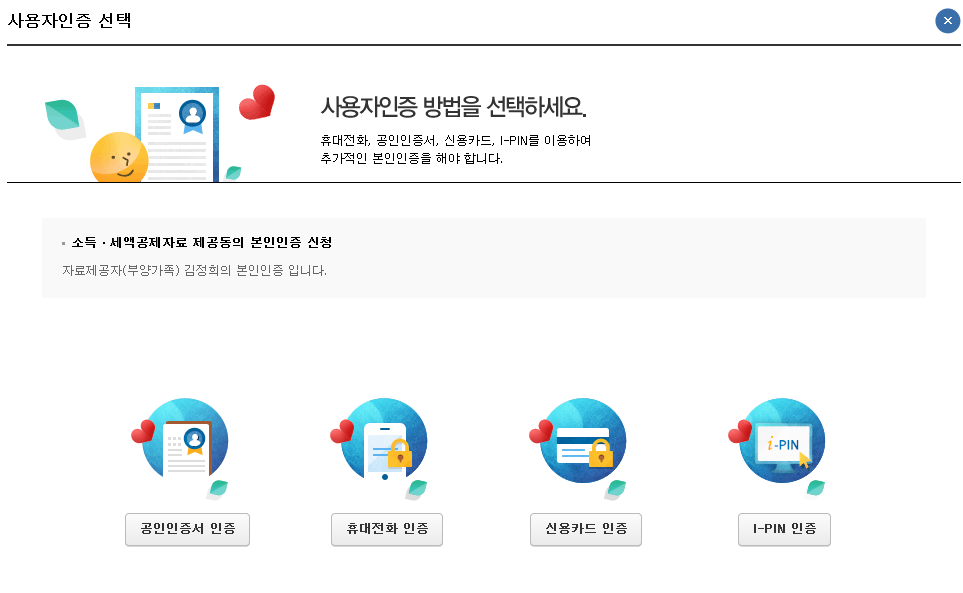 사용자인증 선택
사용자인증 방법을 선택하세요.
휴대전화, 공인인증서, 신용카드, I-PIN를 이용하여
추가적인 본인인증을 해야 합니다.
소득·세액공제자료 제공동의 본인인증 신청
자료제공자(부양가족) 김정희의 본인인증 입니다.
i-PIN
공인인증서 인증
휴대전화 인증
신용카드 인증
I-PIN 인증